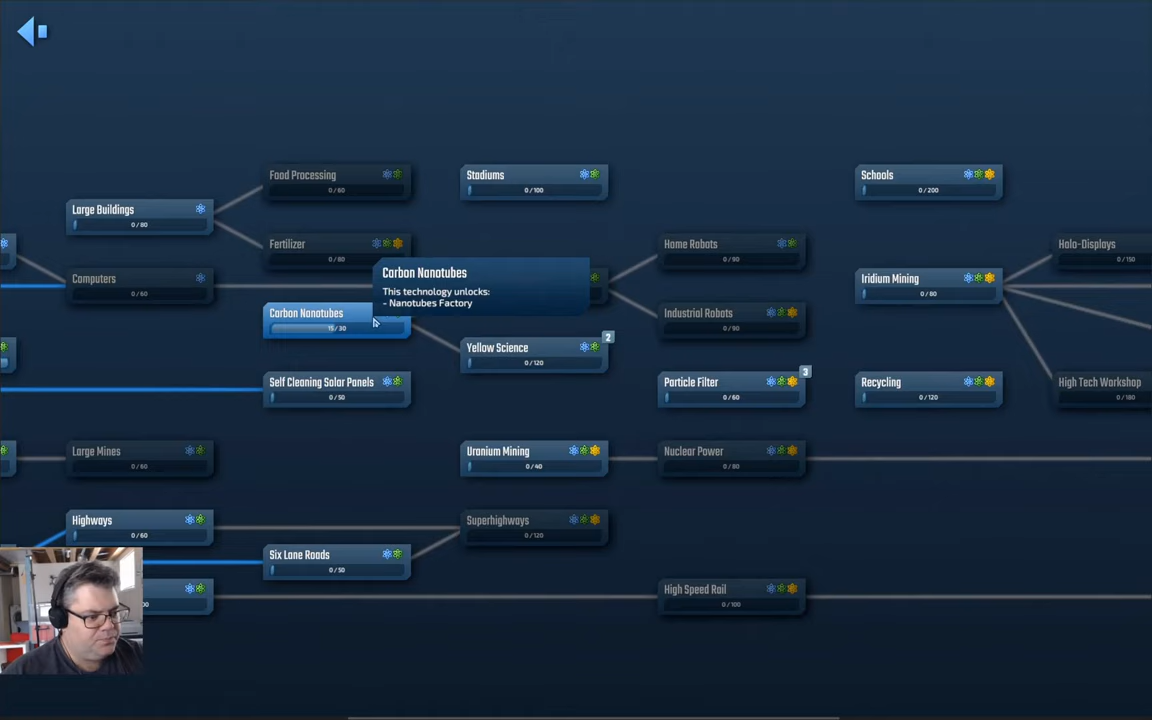 Food Processing
0/60
Stadiums
0/100
Schools
0/200
Large Buildings
0/80
Fertilizer
0/80
Home Robots
0/90
Holo-Displays
0/150
Computers
0/60
Carbon Nanotubes
This technology unlocks:
- Nanotubes Factory
Iridium Mining
0/80
Carbon Nanotubes
15/30
Industrial Robots
0/90
2
Yellow Science
0/120
3
Self Cleaning Solar Panels
0/50
Particle Filter
0/60
Recycling
0/120
High Tech Workshop
0/180
Large Mines
0/60
Uranium Mining
0/40
Nuclear Power
0/80
Highways
0/60
Superhighways
0/120
Six Lane Roads
0/50
High Speed Rail
0/100